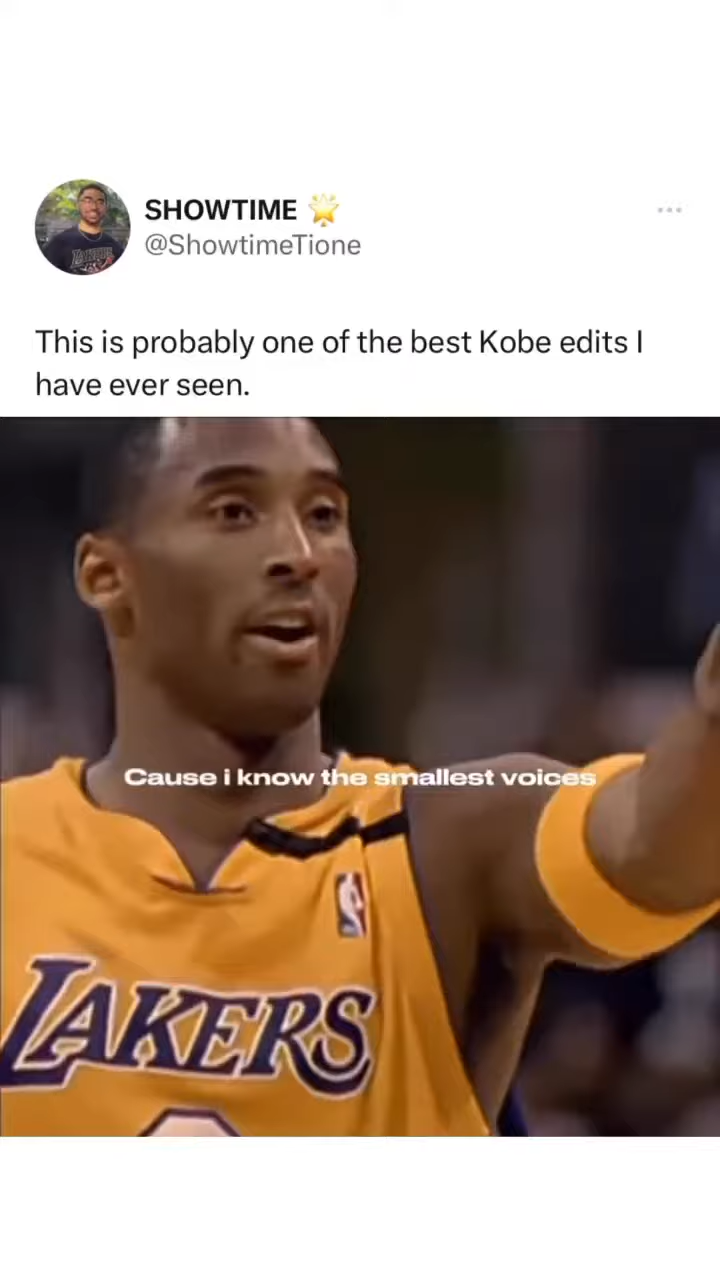 SHOWTIME 🌟
@ShowtimeTione
This is probably one of the best Kobe edits I
have ever seen.
Cause i know the smallest voices
LAKERS